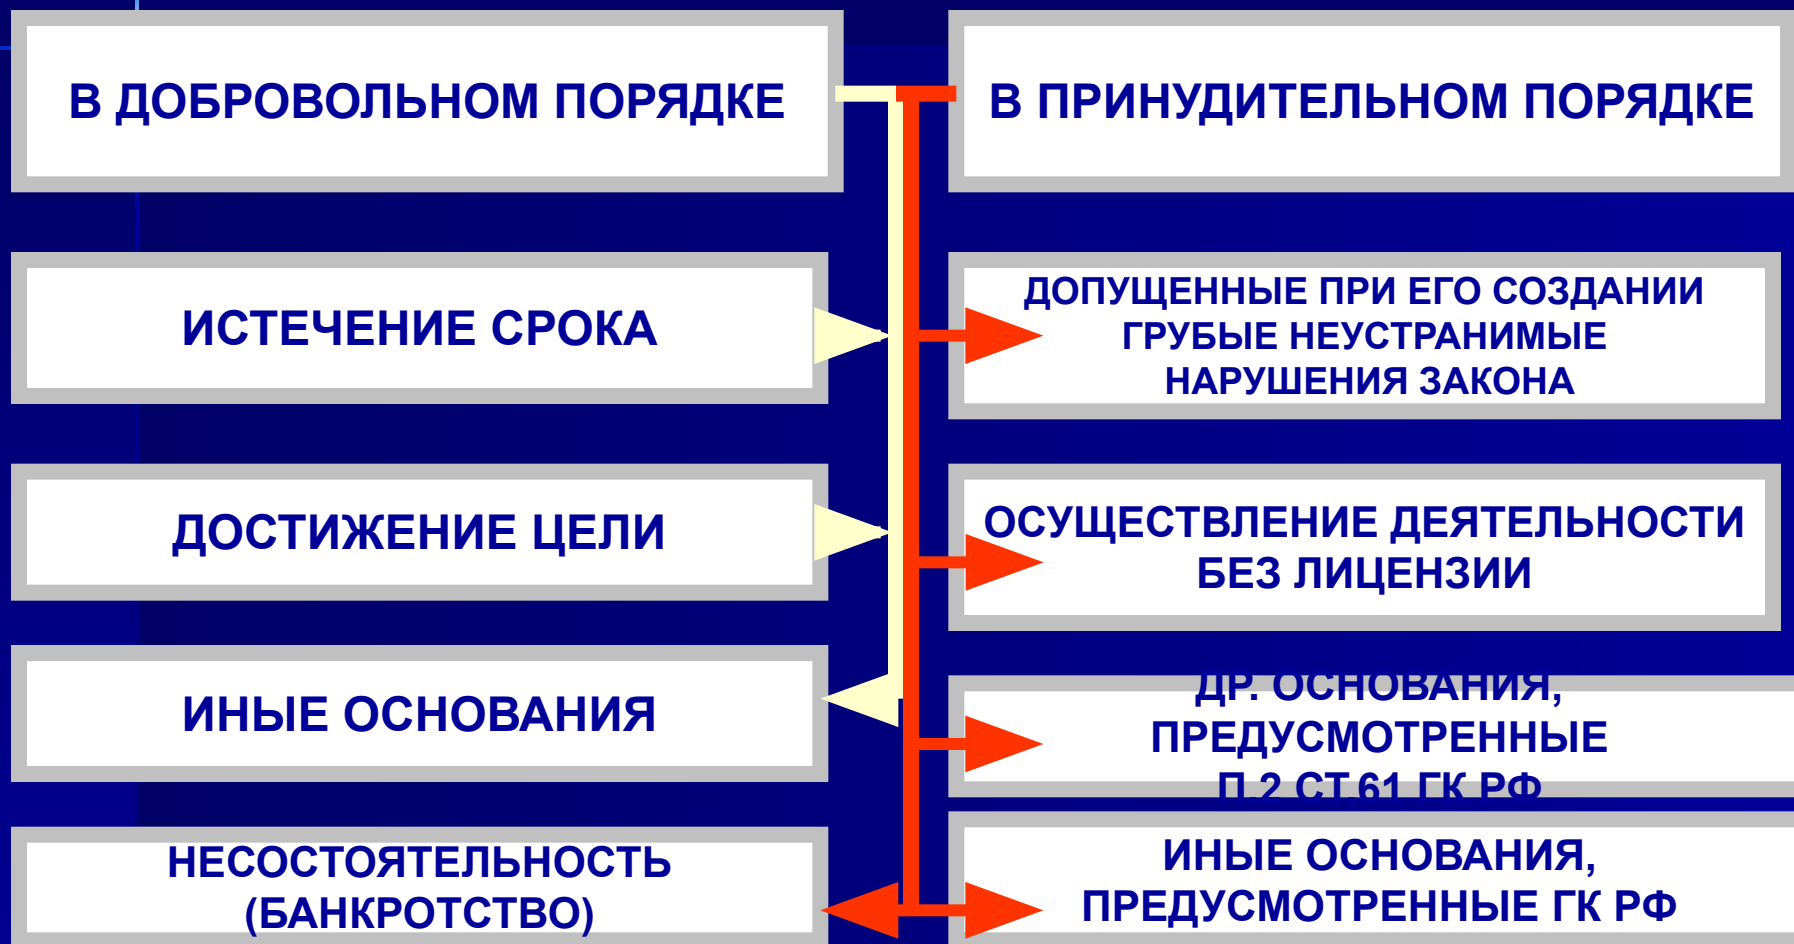 В ДОБРОВОЛЬНОМ ПОРЯДКЕ
В ПРИНУДИТЕЛЬНОМ ПОРЯДКЕ
ИСТЕЧЕНИЕ СРОКА
ДОПУЩЕННЫЕ ПРИ ЕГО СОЗДАНИИ
ГРУБЫЕ НЕУСТРАНИМЫЕ
НАРУШЕНИЯ ЗАКОНА
ДОСТИЖЕНИЕ ЦЕЛИ
ОСУЩЕСТВЛЕНИЕ ДЕЯТЕЛЬНОСТИ
БЕЗ ЛИЦЕНЗИИ
ИНЫЕ ОСНОВАНИЯ
ДР. ОСНОВАНИЯ,
ПРЕДУСМОТРЕННЫЕ
П.2 СТ.61 ГК РФ
НЕСОСТОЯТЕЛЬНОСТЬ
(БАНКРОТСТВО)
ИНЫЕ ОСНОВАНИЯ,
ПРЕДУСМОТРЕННЫЕ ГК РФ